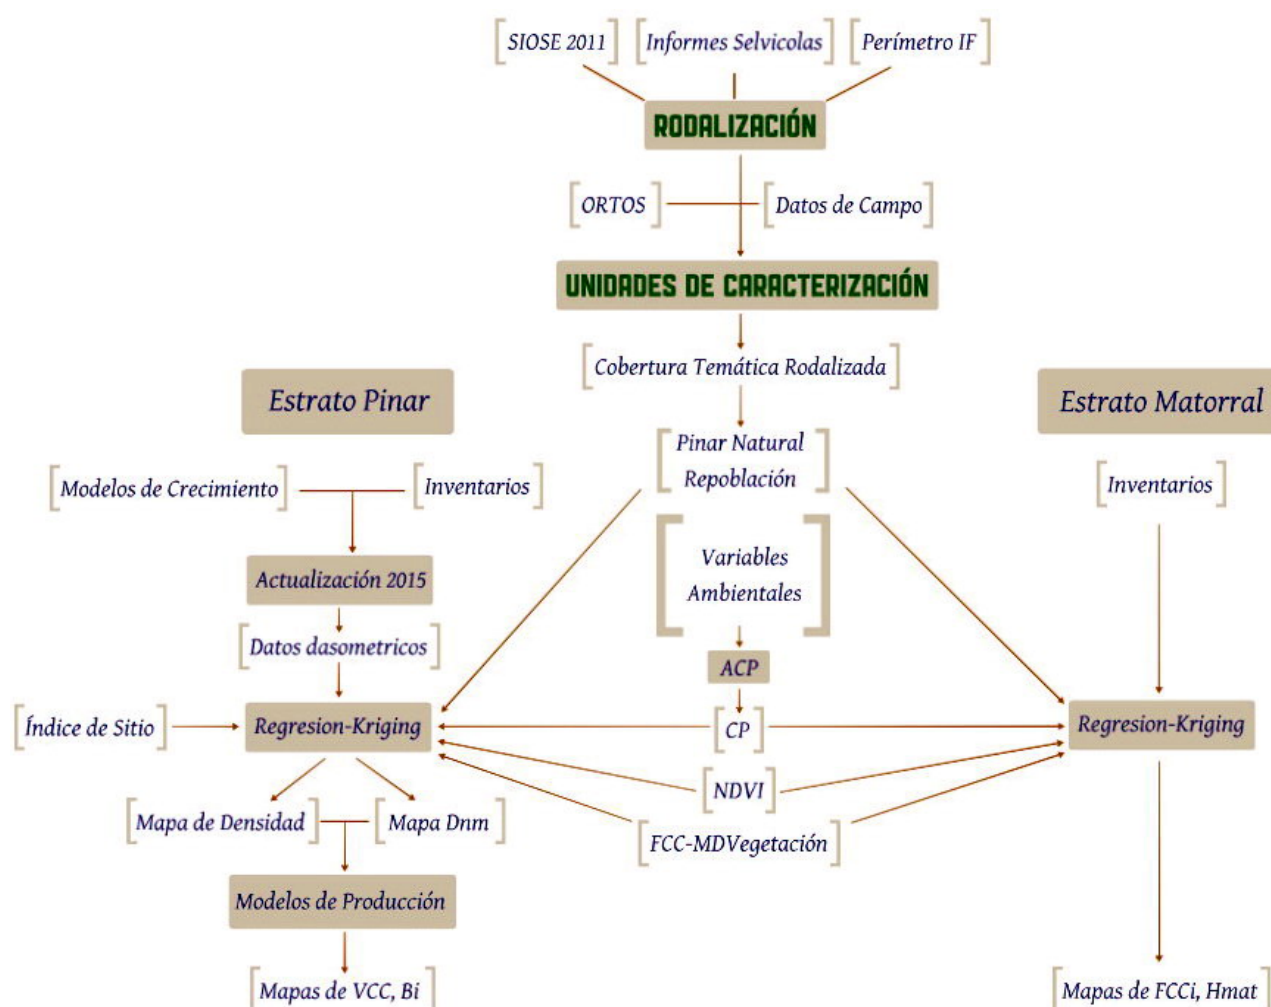 SIOSE 2011
Informes Selvicolas
Perímetro IF
RODALIZACIÓN
ORTOS
Datos de Campo
UNIDADES DE CARACTERIZACIÓN
Cobertura Temática Rodalizada
Estrato Pinar
Estrato Matorral
Pinar Natural
Repoblación
Modelos de Crecimiento
Inventarios
Inventarios
Variables
Ambientales
Actualización 2015
Datos dasometricos
ACP
Índice de Sitio
Regresion-Kriging
CP
Regresion-Kriging
NDVI
Mapa de Densidad
Mapa Dnm
FCC-MDVegetación
Modelos de Producción
Mapas de VCC, Bi
Mapas de FCCi, Hmat